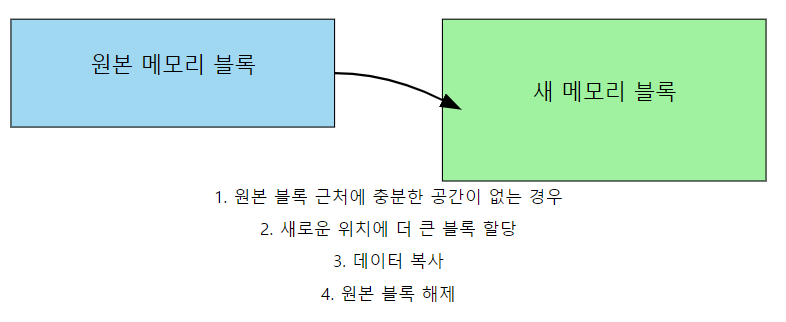 원본 메모리 블록
새 메모리 블록
1. 원본 블록 근처에 충분한 공간이 없는 경우
2. 새로운 위치에 더 큰 블록 할당
3. 데이터 복사
4. 원본 블록 해제